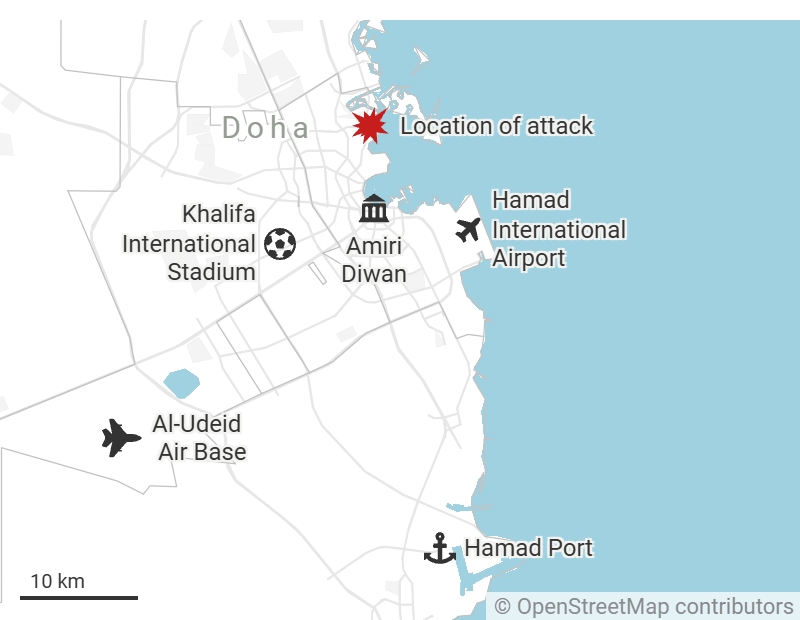 Doha
Location of attack
Khalifa
International
Stadium
Amiri
Diwan
Hamad
International
Airport
Al-Udeid
Air Base
Hamad Port
10 km
© OpenStreetMap contributors